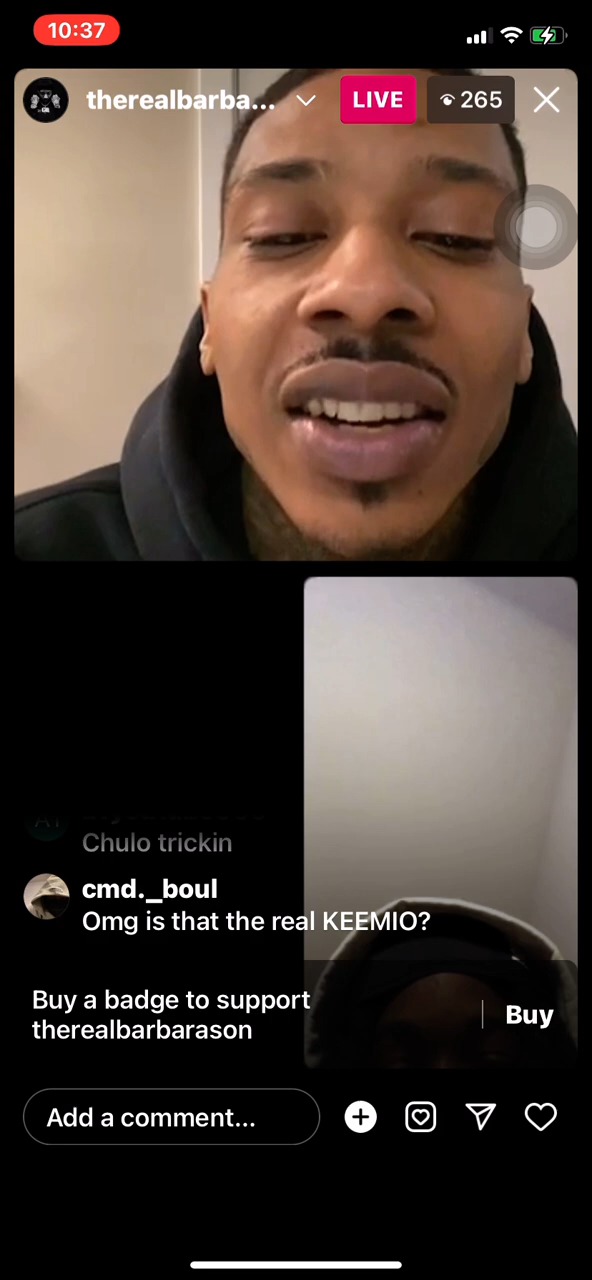 10:37
therealbarba...
LIVE
265
Chulo trickin
cmd._boul
Omg is that the real KEEMIO?
Buy a badge to support
therealbarbarason
Buy
Add a comment...